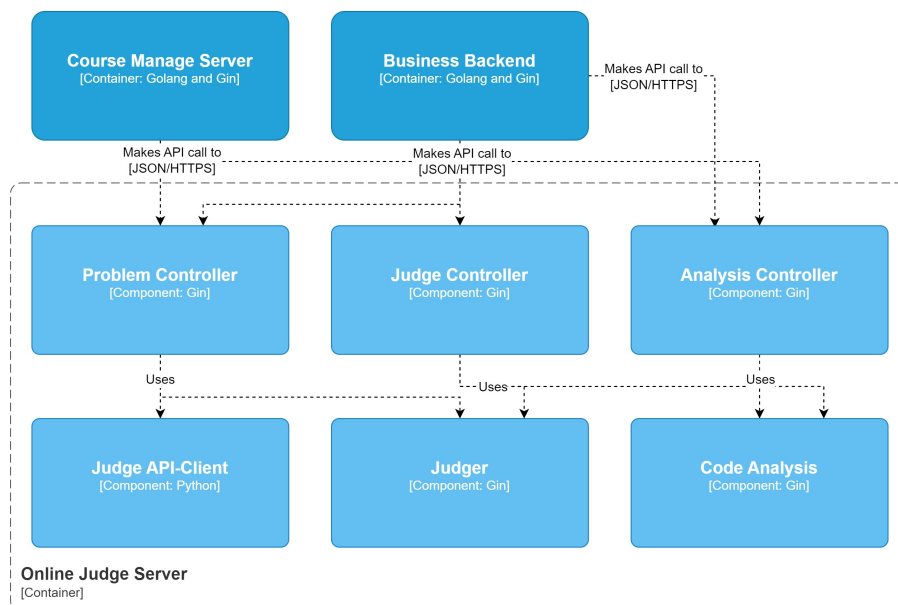 Course Manage Server
[Container: Golang and Gin]
Business Backend
[Container: Golang and Gin]
Makes API call to
[JSON/HTTPS]
Makes API call to
[JSON/HTTPS]
Makes API call to
[JSON/HTTPS]
Problem Controller
[Component: Gin]
Judge Controller
[Component: Gin]
Analysis Controller
[Component: Gin]
Uses
Uses
Uses
Judge API-Client
[Component: Python]
Judger
[Component: Gin]
Code Analysis
[Component: Gin]
Online Judge Server
[Container]